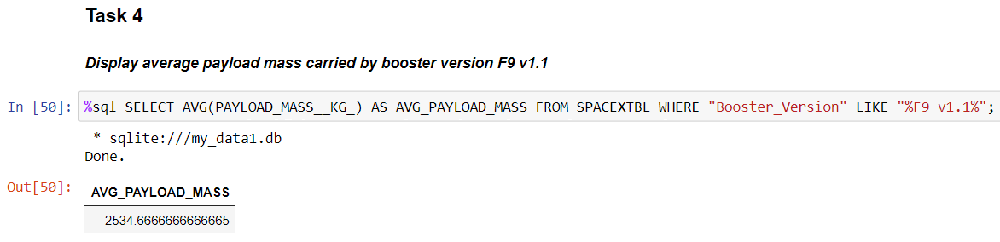 Task 4
Display average payload mass carried by booster version F9 v1.1
In [50]: %sql SELECT AVG(PAYLOAD_MASS__KG_) AS AVG_PAYLOAD_MASS FROM SPACEXTBL WHERE "Booster_Version" LIKE "%F9 v1.1%";
* sqlite:///my_data1.db
Done.
Out[50]:
AVG_PAYLOAD_MASS
2534.6666666666665